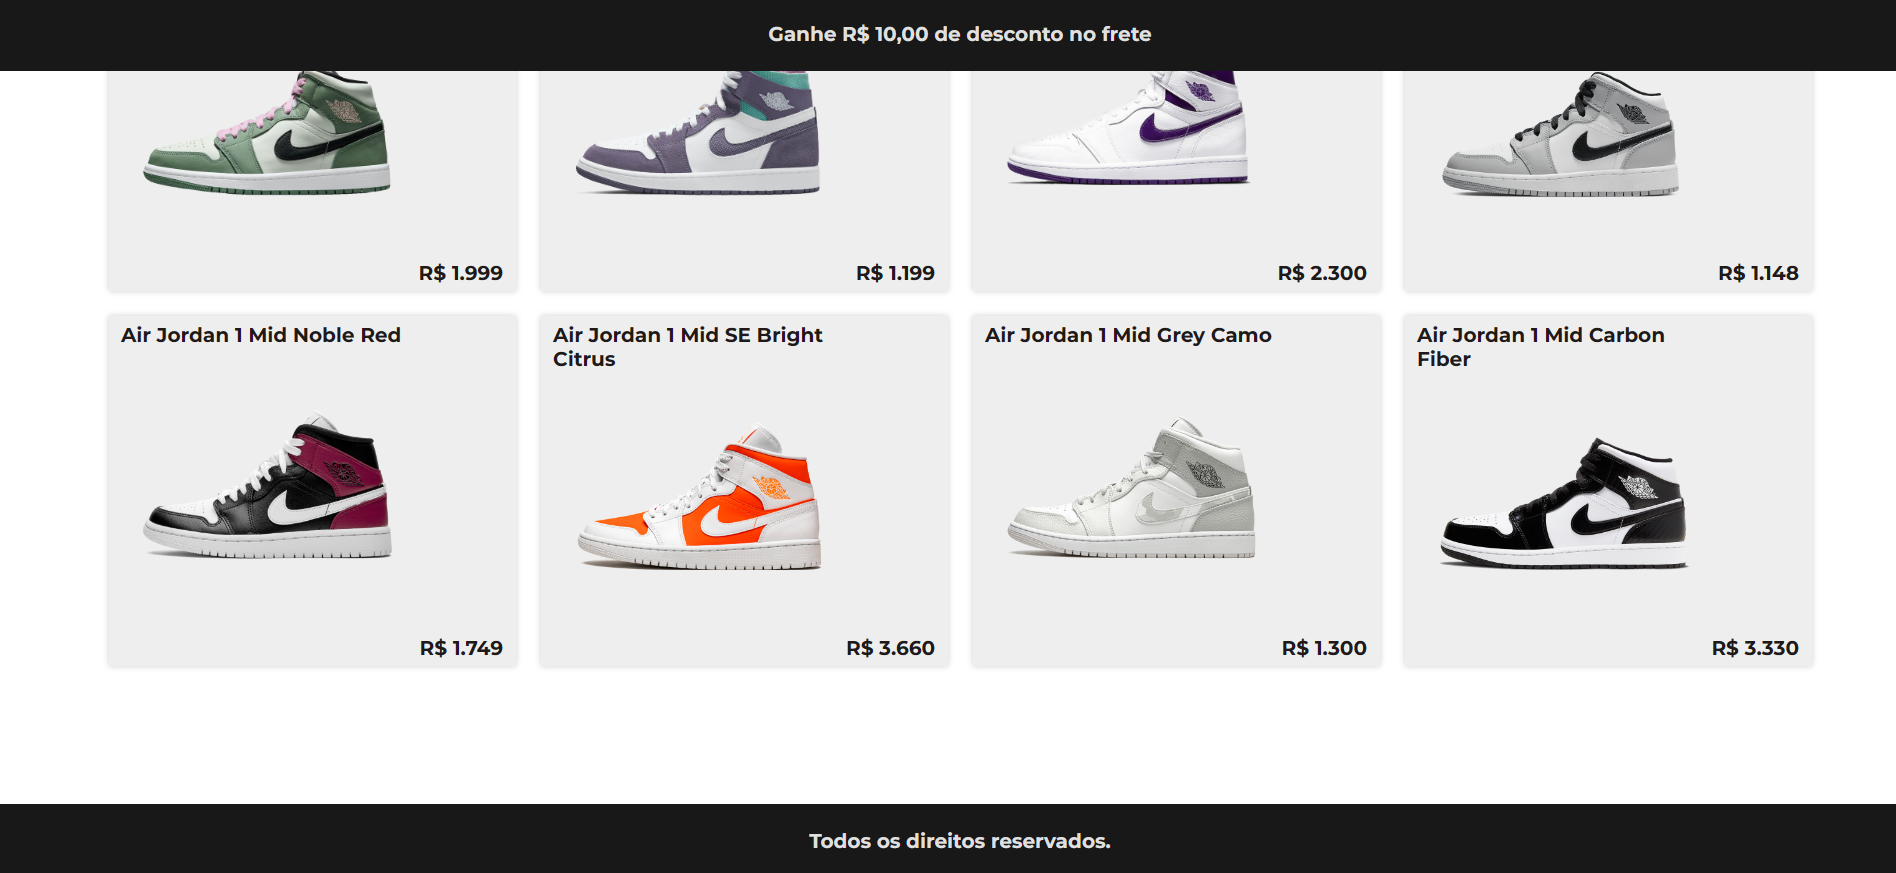 Ganhe R$ 10,00 de desconto no frete
R$ 1.999
R$ 1.199
R$ 2.300
R$ 1.148
Air Jordan 1 Mid Noble Red
Air Jordan 1 Mid SE Bright
Citrus
Air Jordan 1 Mid Grey Camo
Air Jordan 1 Mid Carbon
Fiber
R$ 1.749
R$ 3.660
R$ 1.300
R$ 3.330
Todos os direitos reservados.